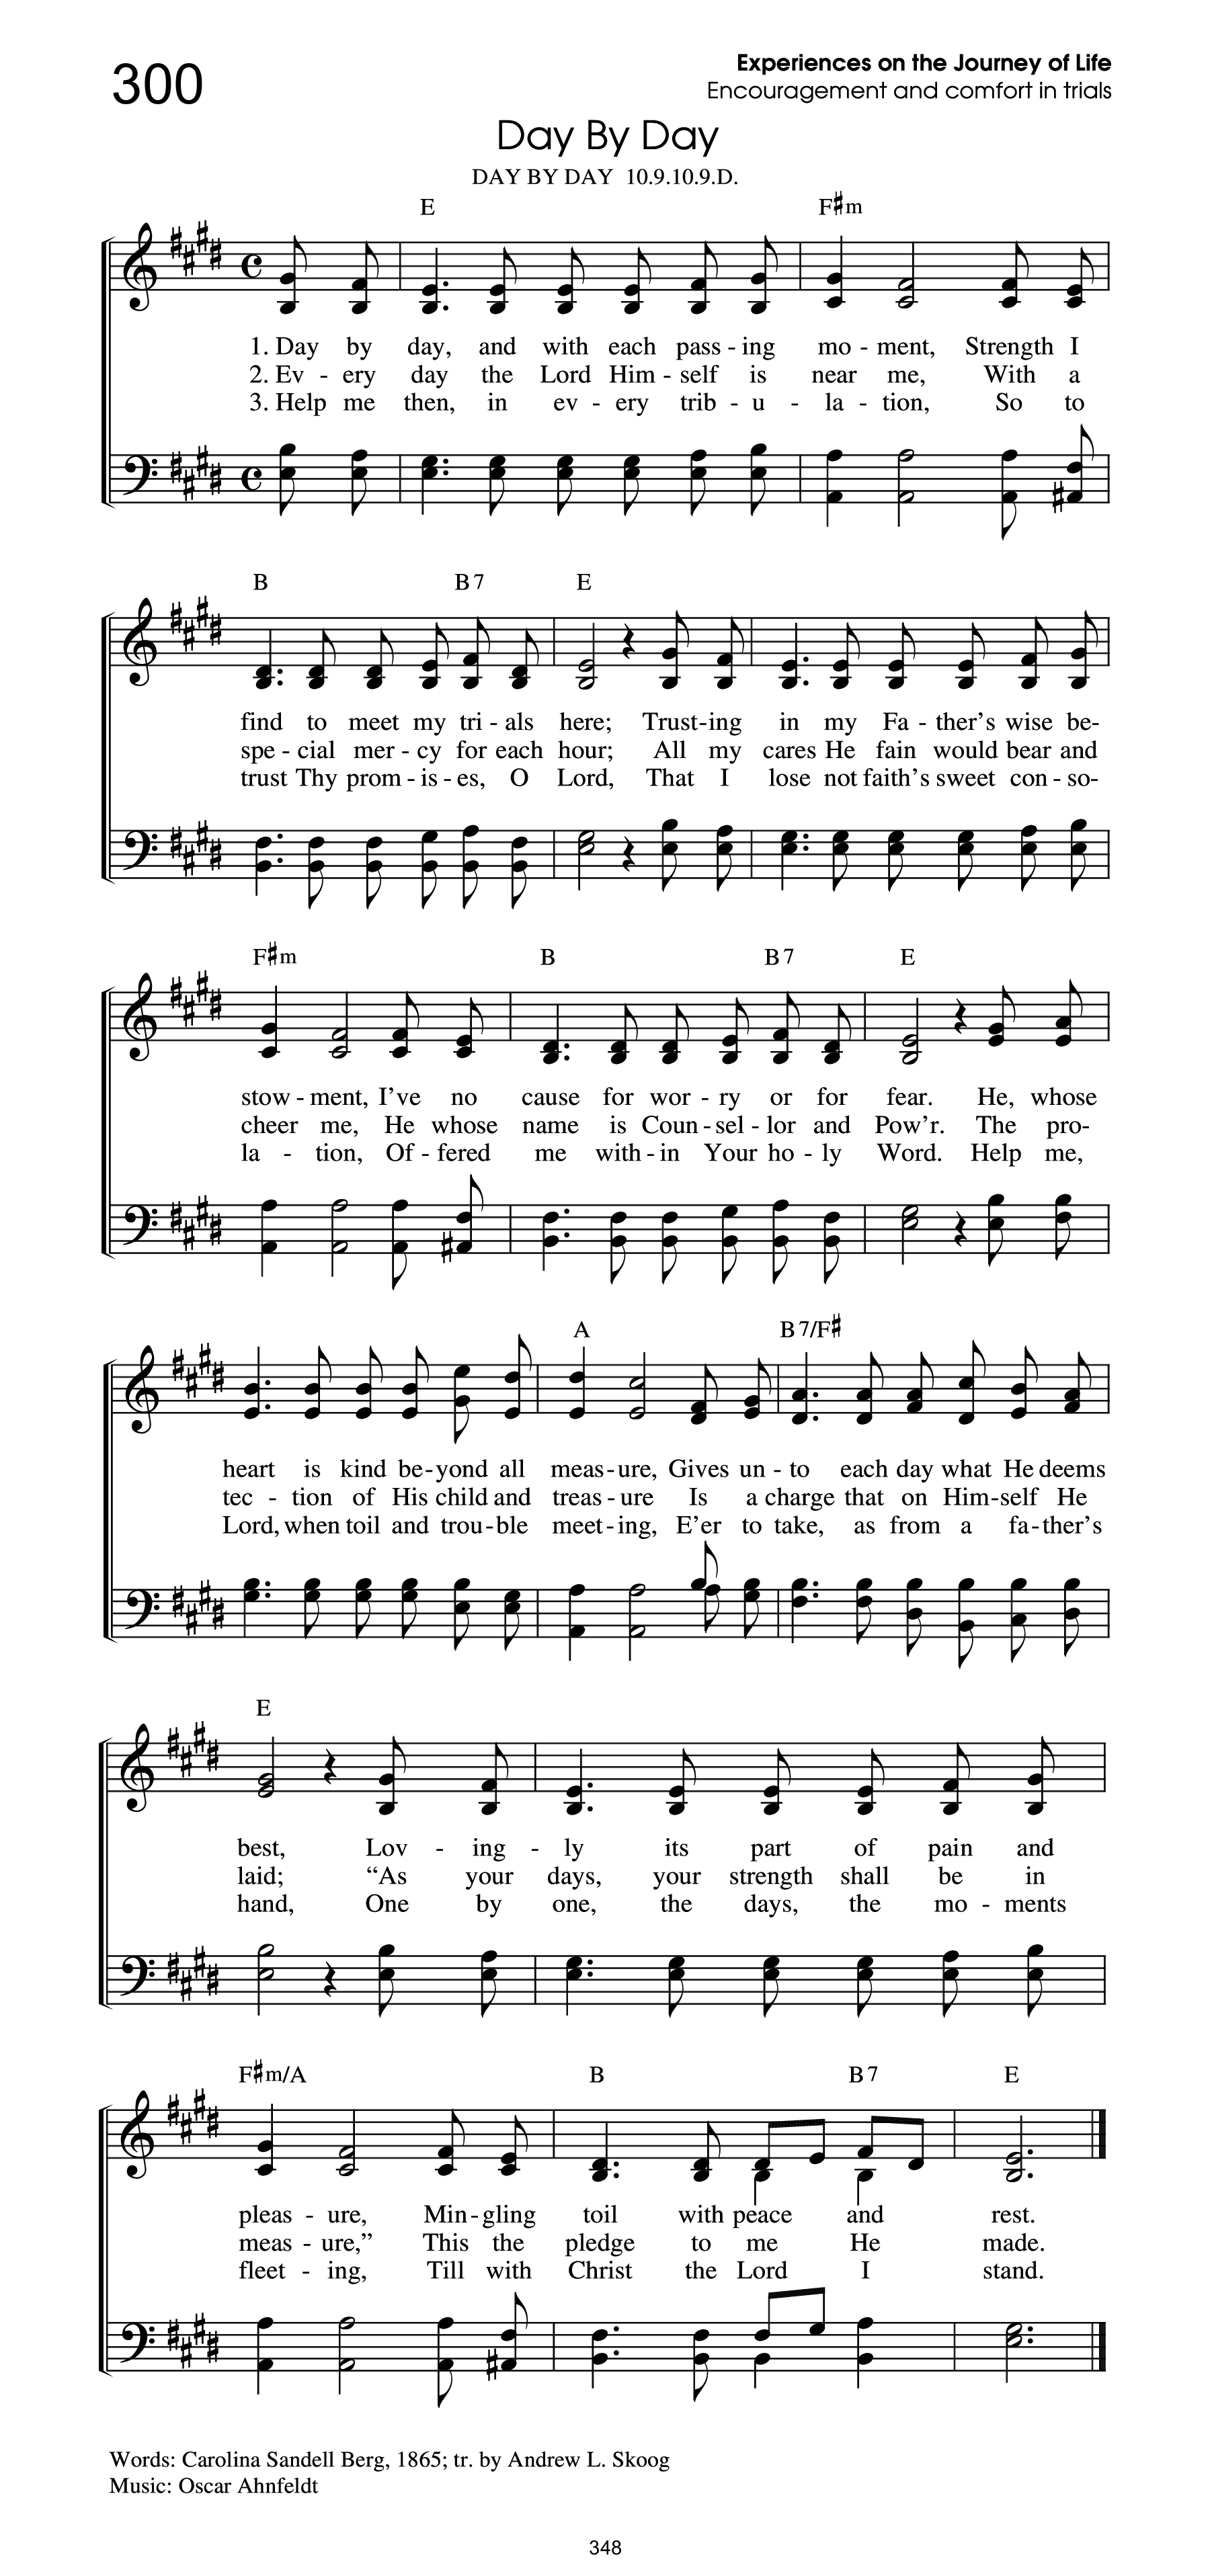 300
Experiences on the Journey of Life
Encouragement and comfort in trials
Day By Day
DAY BY DAY 10.9.10.9.D.
E F♯m
1. Day by day, and with each pass - ing mo - ment, Strength I
2. Ev - ery day the Lord Him - self is near me, With a
3. Help me then, in ev - ery trib - u - la - tion, So to
B B7 E
find to meet my tri - als here; Trust - ing in my Fa - ther's wise be-
spe - cial mer - cy for each hour; All my cares He fain would bear and
trust Thy prom - is - es, O Lord, That I lose not faith's sweet con - so-
F♯m B B7 E
stow - ment, I've no cause for wor - ry or for fear. He, whose
cheer me, He whose name is Coun - sel - lor and Pow'r. The pro-
la - tion, Of - fered me with - in Your ho - ly Word. Help me,
A B7/F♯
heart is kind be - yond all meas - ure, Gives un - to each day what He deems
tec - tion of His child and treas - ure Is a charge that on Him - self He
Lord, when toil and trou - ble meet - ing, E'er to take, as from a fa - ther's
E
best, Lov - ing - ly its part of pain and
laid; “As your days, your strength shall be in
hand, One by one, the days, the mo - ments
F♯m/A B B7 E
pleas - ure, Min - gling toil with peace and rest.
meas - ure,” This the pledge to me He made.
fleet - ing, Till with Christ the Lord I stand.
Words: Carolina Sandell Berg, 1865; tr. by Andrew L. Skoog
Music: Oscar Ahnfeldt
348